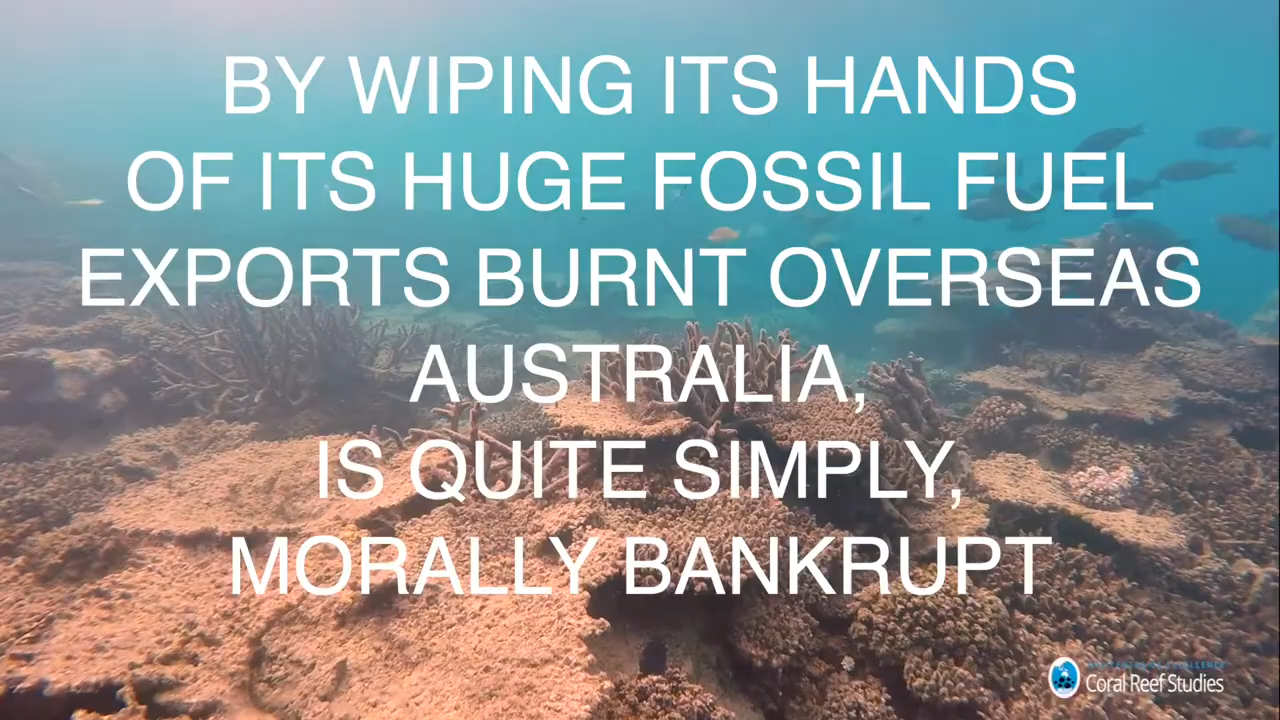 BY WIPING ITS HANDS
OF ITS HUGE FOSSIL FUEL
EXPORTS BURNT OVERSEAS
AUSTRALIA,
IS QUITE SIMPLY,
MORALLY BANKRUPT
Coral Reef Studies